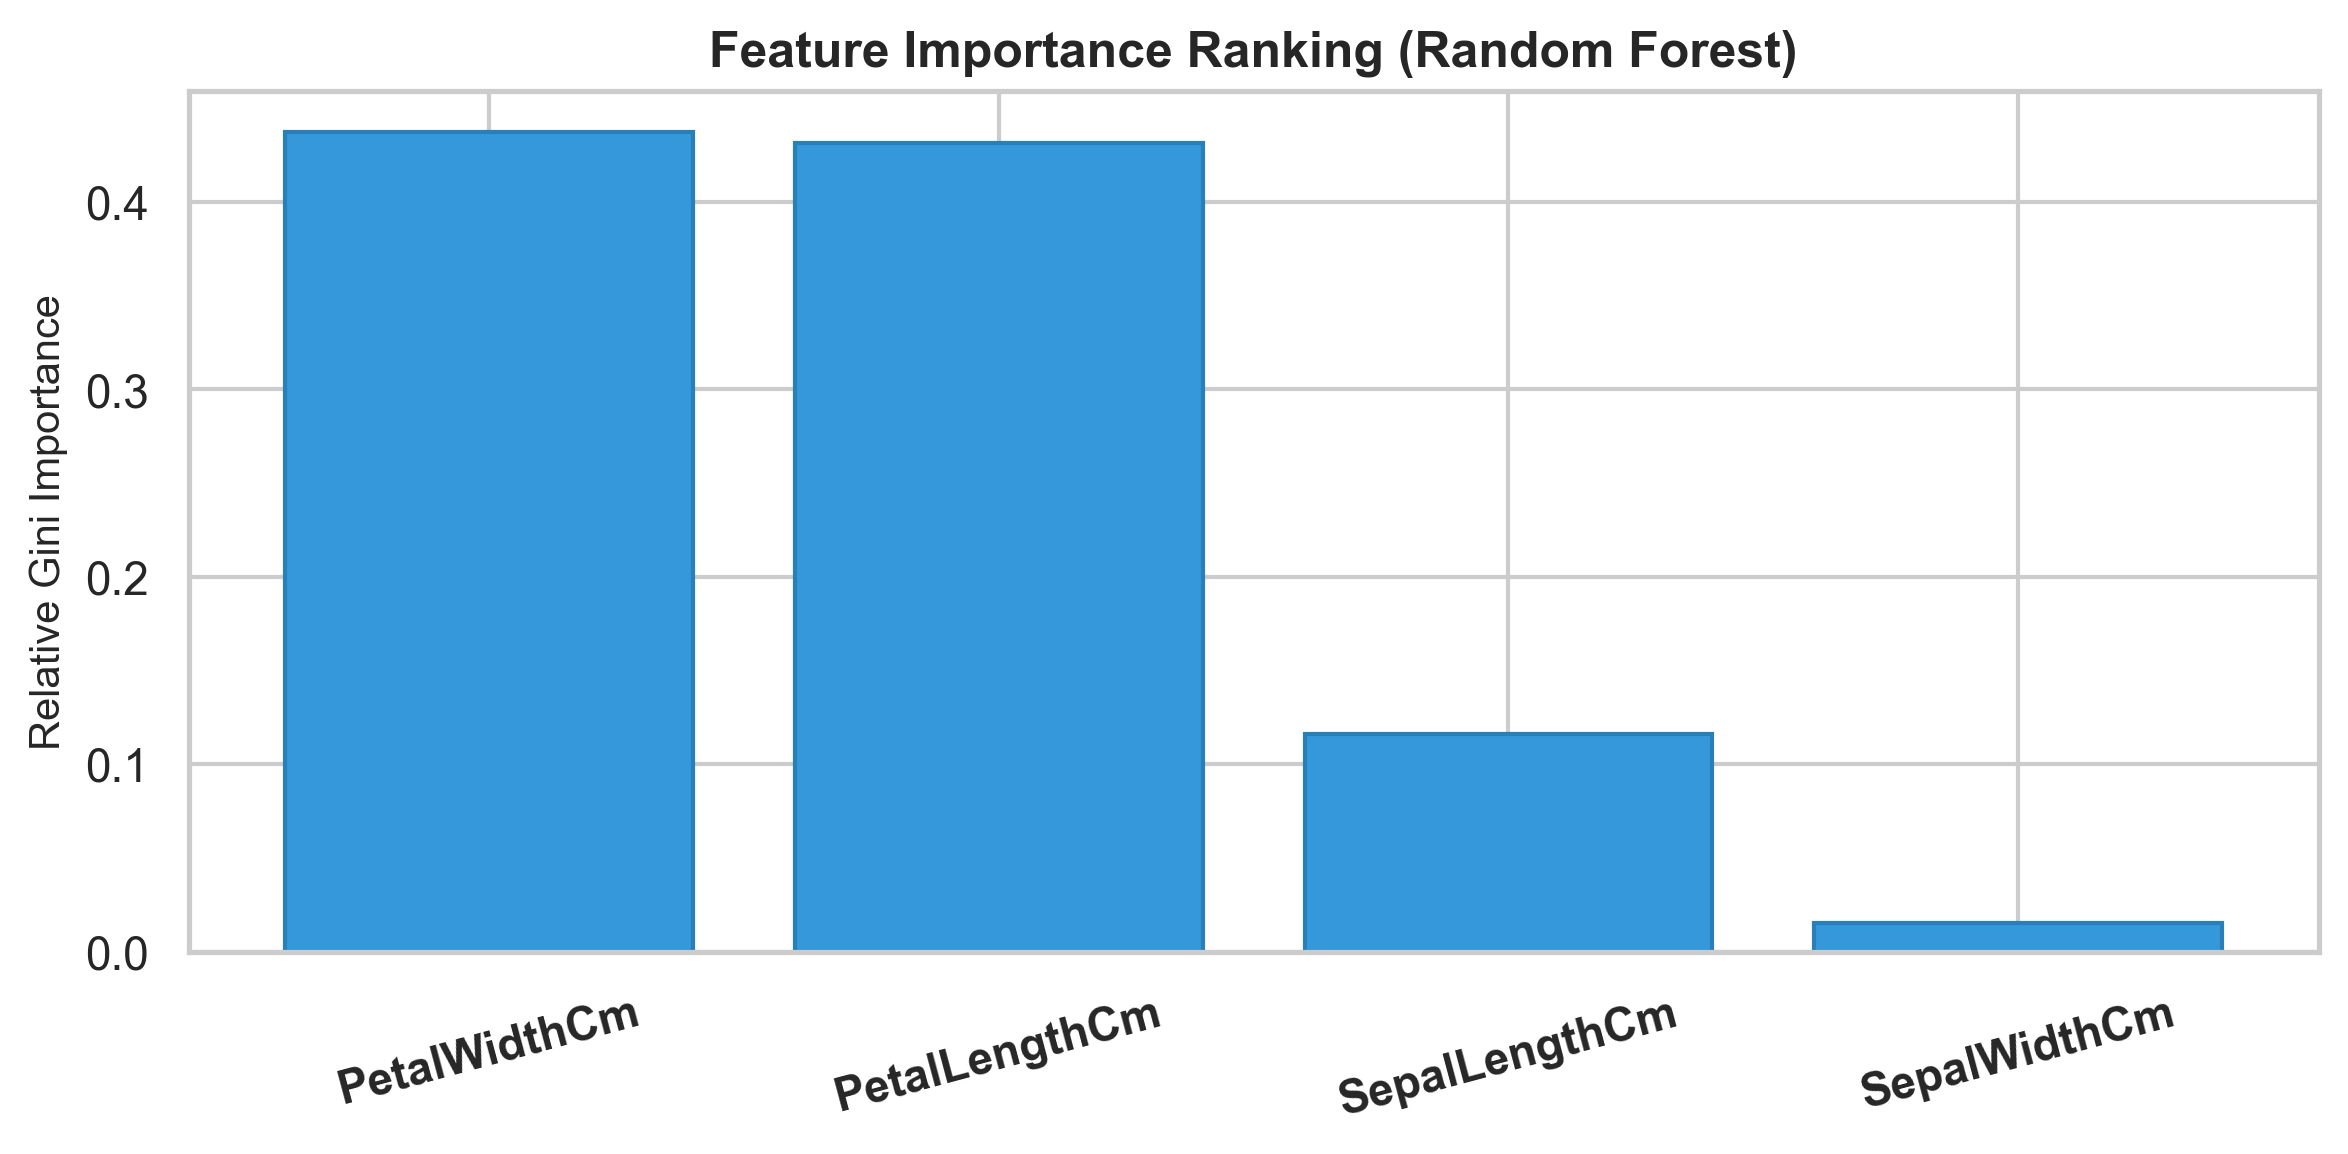 Feature Importance Ranking (Random Forest)
Relative Gini Importance
0.4
0.3
0.2
0.1
0.0
PetalWidthCm
PetalLengthCm
SepalLengthCm
SepalWidthCm